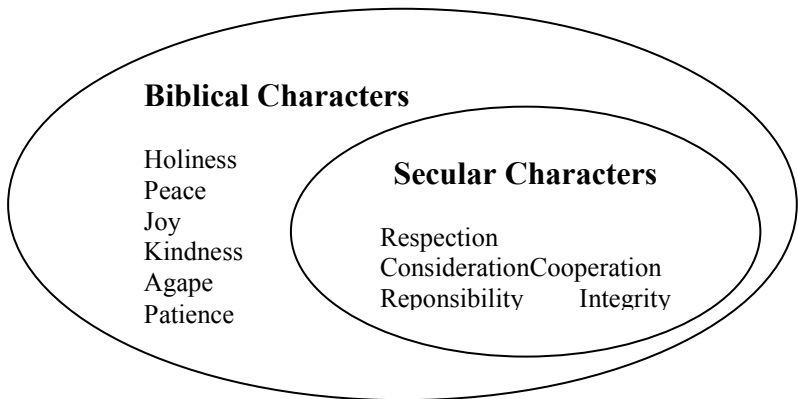 Biblical Characters
Holiness
Peace
Joy
Kindness
Agape
Patience
Secular Characters
Respection
ConsiderationCooperation
Reponsibility Integrity